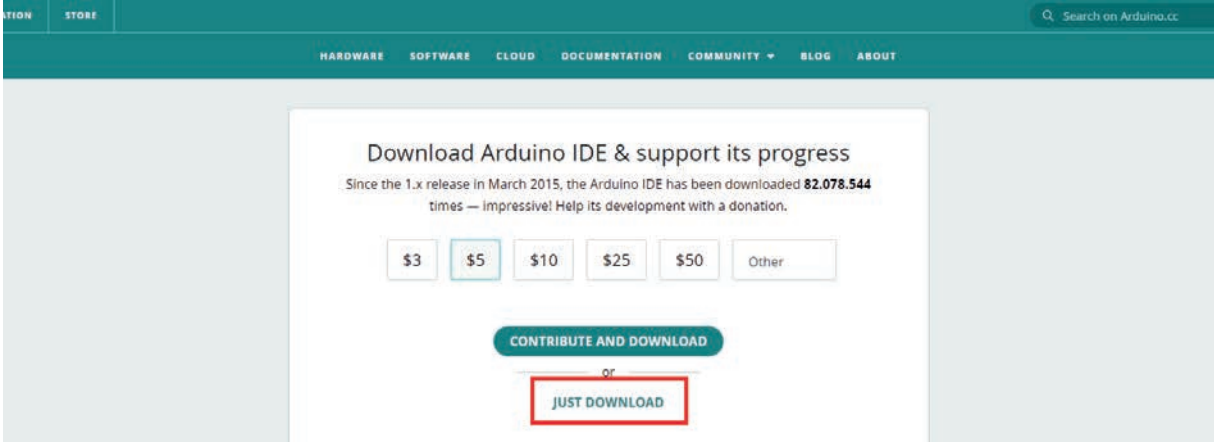 STORE
Search on Arduino.cc
HARDWARE SOFTWARE CLOUD DOCUMENTATION COMMUNITY BLOG ABOUT
Download Arduino IDE & support its progress
Since the 1.x release in March 2015, the Arduino IDE has been downloaded 82.078.544
times — impressive! Help its development with a donation.
$3 $5 $10 $25 $50 Other
CONTRIBUTE AND DOWNLOAD
or
JUST DOWNLOAD